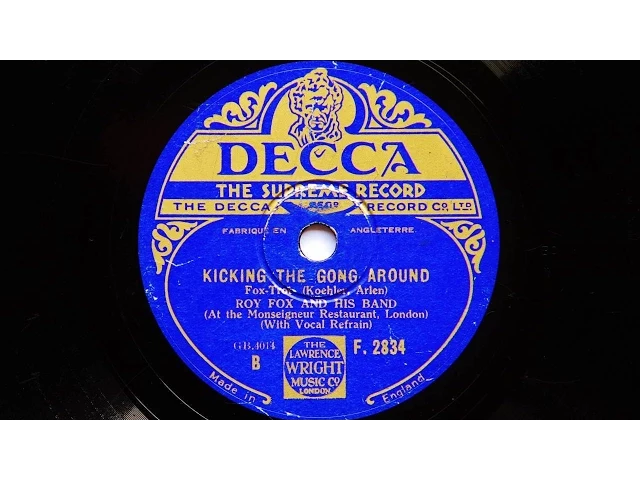 DECCA
THE SUPREME RECORD
THE DECCA RECORD CO. LTD.
FABRIQUE EN ANGLETERRE.
KICKING THE GONG AROUND
Fox-Trot (Koehler, Arlen)
ROY FOX AND HIS BAND
(At the Monseigneur Restaurant, London)
(With Vocal Refrain)
GB.4014
B
F. 2834
THE
LAWRENCE
WRIGHT
MUSIC CO
LONDON
Made in England